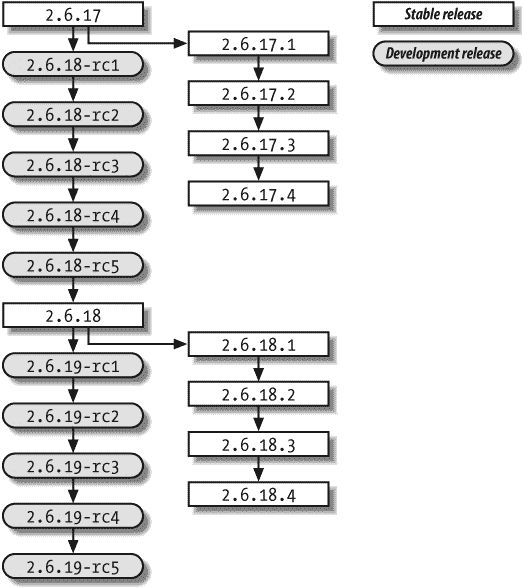 2.6.17
Stable release
2.6.17.1
Development release
2.6.18-rc1
2.6.17.2
2.6.18-rc2
2.6.17.3
2.6.18-rc3
2.6.17.4
2.6.18-rc4
2.6.18-rc5
2.6.18
2.6.18.1
2.6.19-rc1
2.6.18.2
2.6.19-rc2
2.6.18.3
2.6.19-rc3
2.6.18.4
2.6.19-rc4
2.6.19-rc5